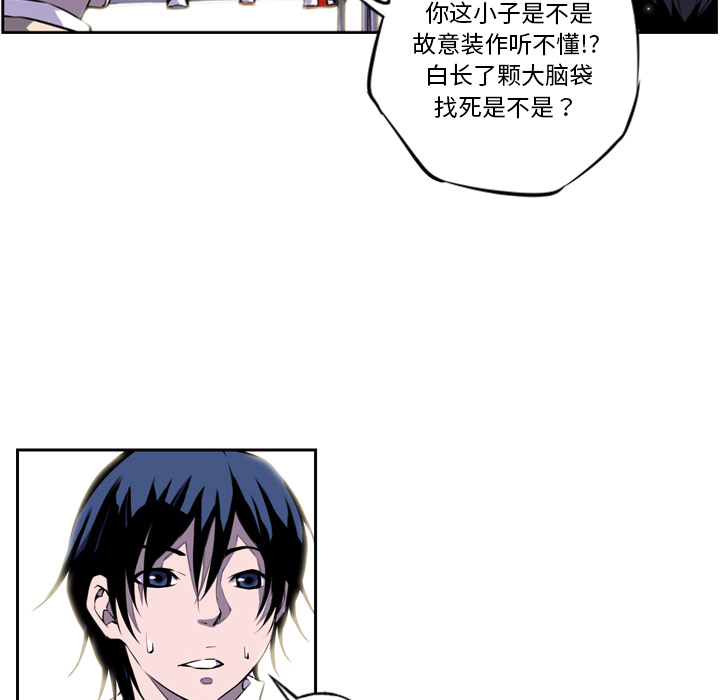 你这小子是不是
故意装作听不懂!?
白长了颗大脑袋
找死是不是？